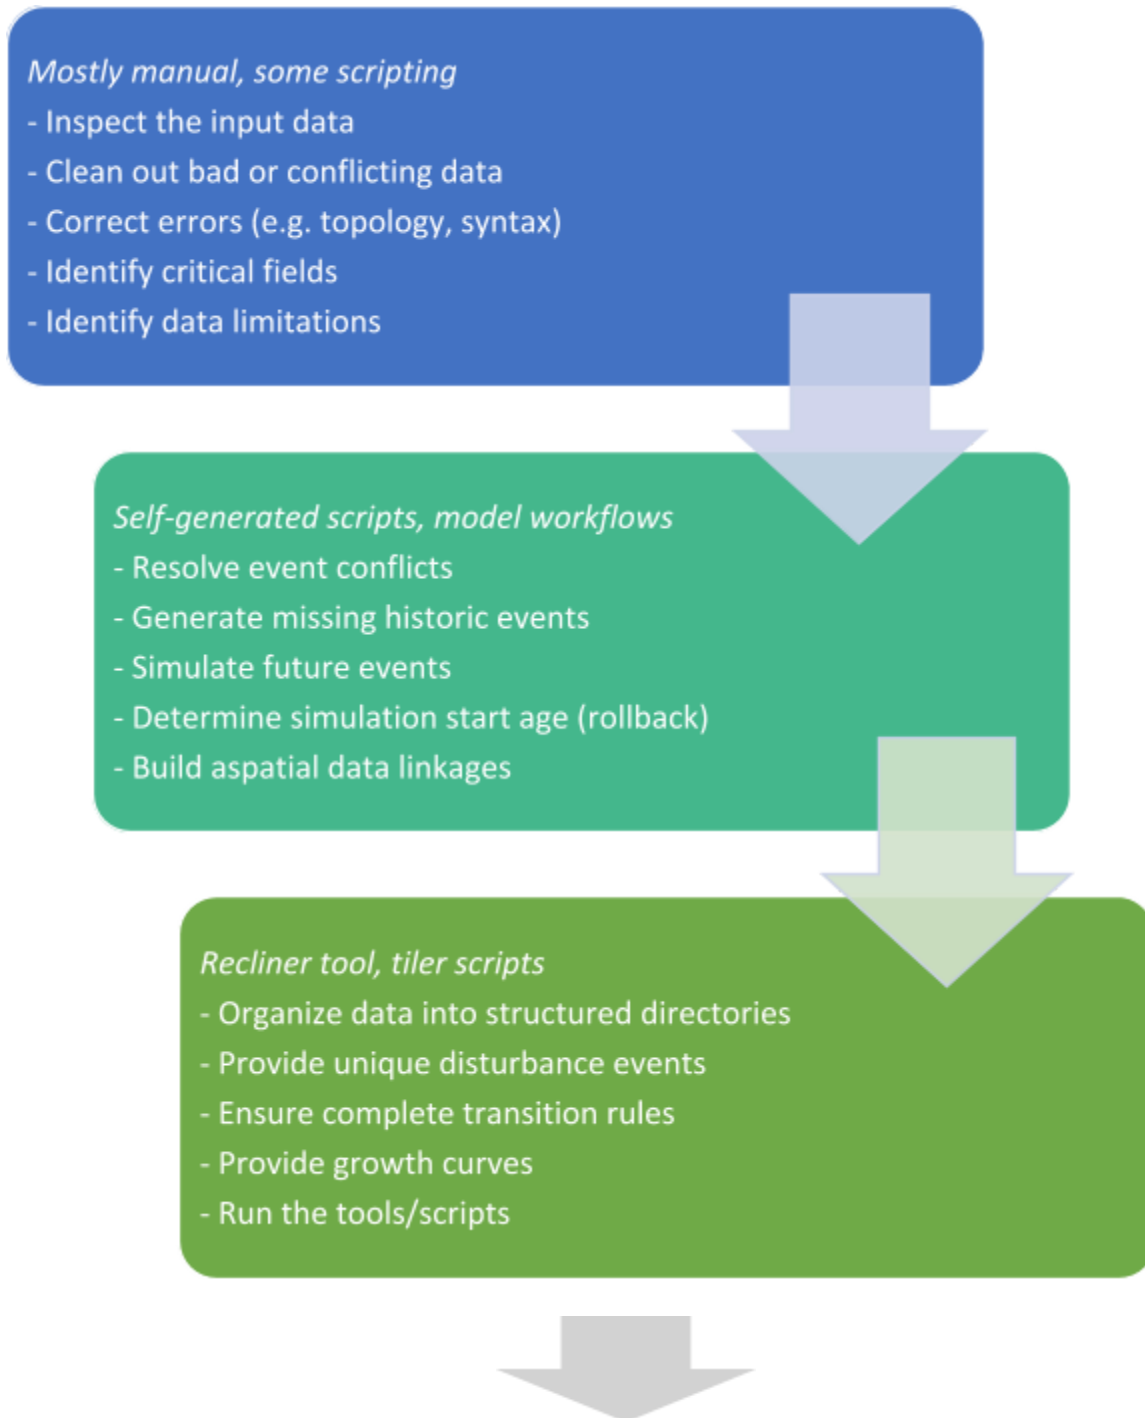 Mostly manual, some scripting
- Inspect the input data
- Clean out bad or conflicting data
- Correct errors (e.g. topology, syntax)
- Identify critical fields
- Identify data limitations
Self-generated scripts, model workflows
- Resolve event conflicts
- Generate missing historic events
- Simulate future events
- Determine simulation start age (rollback)
- Build aspatial data linkages
Recliner tool, tiler scripts
- Organize data into structured directories
- Provide unique disturbance events
- Ensure complete transition rules
- Provide growth curves
- Run the tools/scripts